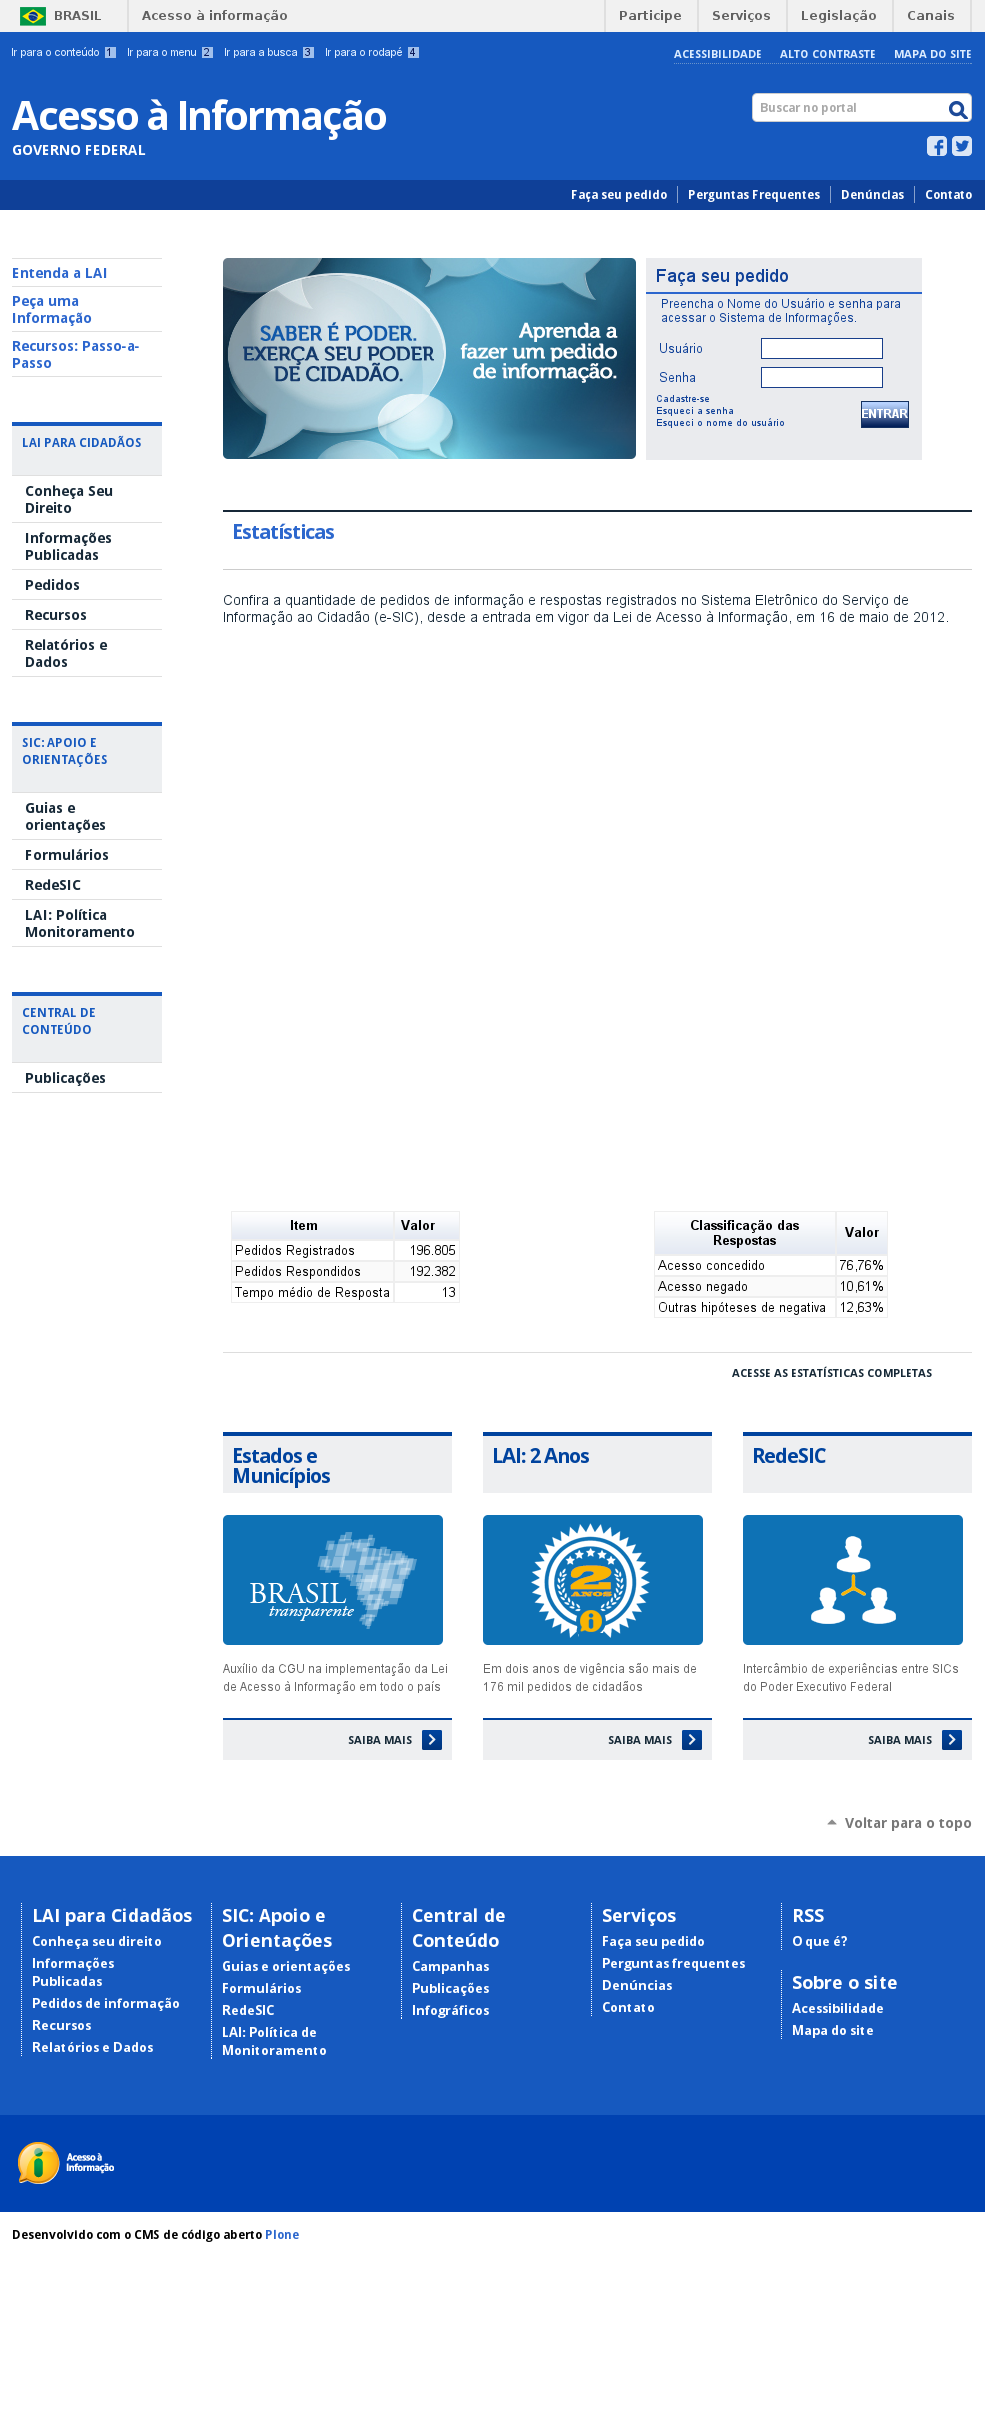 BRASIL
Acesso à informação
Participe
Serviços
Legislação
Canais
Ir para o conteúdo 1
Ir para o menu 2
Ir para a busca 3
Ir para o rodapé 4
ACESSIBILIDADE
ALTO CONTRASTE
MAPA DO SITE
Acesso à Informação
GOVERNO FEDERAL
Buscar no portal
Faça seu pedido
Perguntas Frequentes
Denúncias
Contato
Entenda a LAI
Peça uma
Informação
Recursos: Passo-a-
Passo
LAI PARA CIDADÃOS
Conheça Seu
Direito
Informações
Publicadas
Pedidos
Recursos
Relatórios e
Dados
SIC: APOIO E
ORIENTAÇÕES
Guias e
orientações
Formulários
RedeSIC
LAI: Política
Monitoramento
CENTRAL DE
CONTEÚDO
Publicações
SABER É PODER.
EXERÇA SEU PODER
DE CIDADÃO.
Aprenda a
fazer um pedido
de informação.
Faça seu pedido
Preencha o Nome do Usuário e senha para
acessar o Sistema de Informações.
Usuário
Senha
Cadastre-se
Esqueci a senha
Esqueci o nome do usuário
ENTRAR
Estatísticas
Confira a quantidade de pedidos de informação e respostas registrados no Sistema Eletrônico do Serviço de
Informação ao Cidadão (e-SIC), desde a entrada em vigor da Lei de Acesso à Informação, em 16 de maio de 2012.
Item Valor
Pedidos Registrados 196.805
Pedidos Respondidos 192.382
Tempo médio de Resposta 13
Classificação das
Respostas
Valor
Acesso concedido 76,76%
Acesso negado 10,61%
Outras hipóteses de negativa 12,63%
ACESSE AS ESTATÍSTICAS COMPLETAS
Estados e
Municípios
BRASIL
transparente
Auxílio da CGU na implementação da Lei
de Acesso à Informação em todo o país
SAIBA MAIS
LAI: 2 Anos
2
ANOS
i
Em dois anos de vigência são mais de
176 mil pedidos de cidadãos
SAIBA MAIS
RedeSIC
Intercâmbio de experiências entre SICs
do Poder Executivo Federal
SAIBA MAIS
Voltar para o topo
LAI para Cidadãos
Conheça seu direito
Informações
Publicadas
Pedidos de informação
Recursos
Relatórios e Dados
SIC: Apoio e
Orientações
Guias e orientações
Formulários
RedeSIC
LAI: Política de
Monitoramento
Central de
Conteúdo
Campanhas
Publicações
Infográficos
Serviços
Faça seu pedido
Perguntas frequentes
Denúncias
Contato
RSS
O que é?
Sobre o site
Acessibilidade
Mapa do site
i
Acesso à
Informação
Desenvolvido com o CMS de código aberto Plone